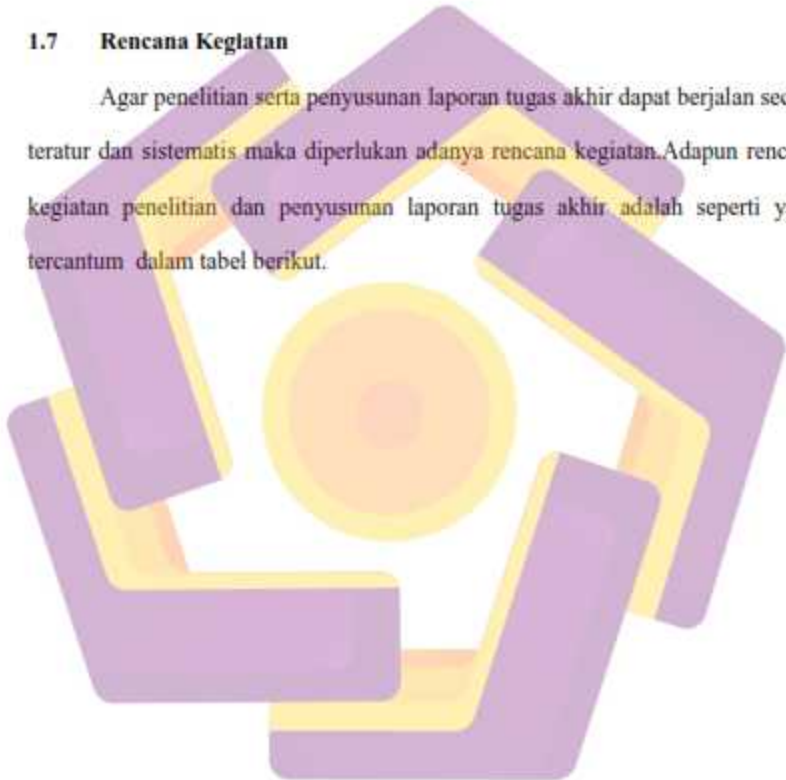 1.7 Rencana Kegiatan
Agar penelitian serta penyusunan laporan tugas akhir dapat berjalan sec
teratur dan sistematis maka diperlukan adanya rencana kegiatan.Adapun renc
kegiatan penelitian dan penyusunan laporan tugas akhir adalah seperti y
tercantum dalam tabel berikut.